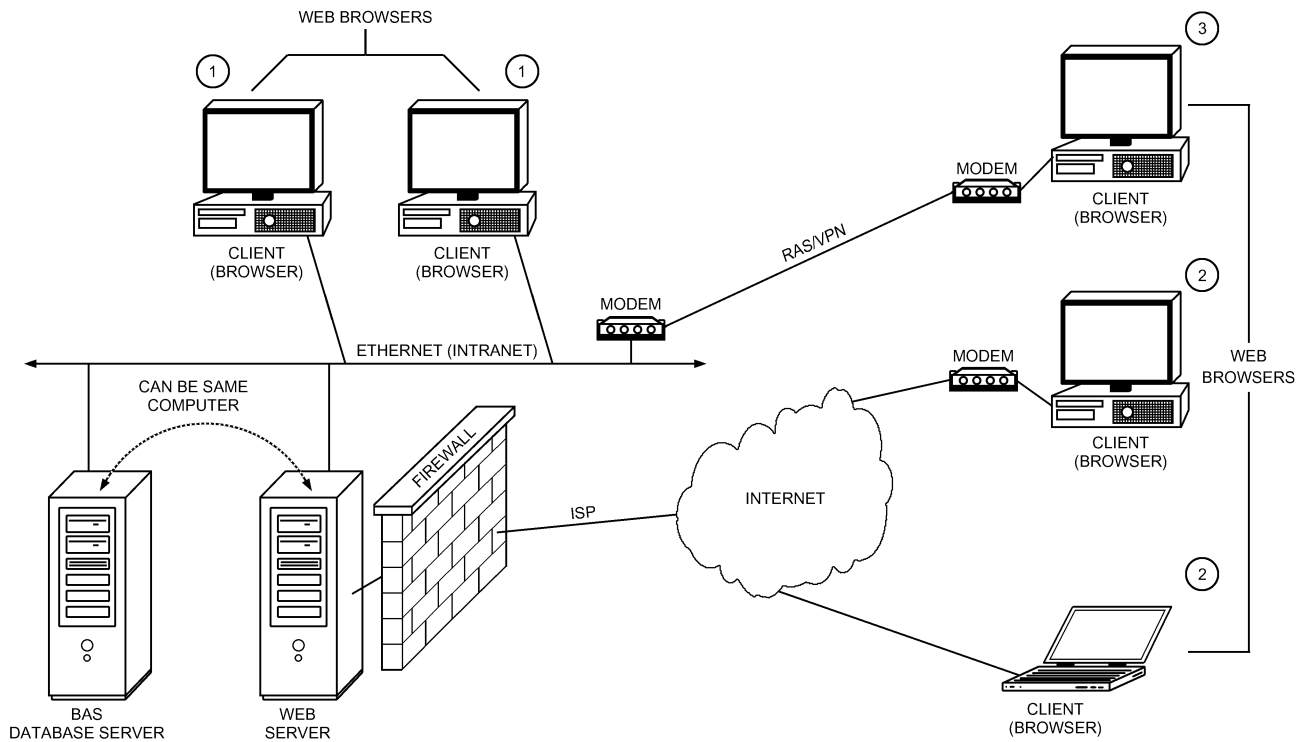 WEB BROWSERS
1
1
3
CLIENT
(BROWSER)
CLIENT
(BROWSER)
MODEM
CLIENT
(BROWSER)
RAS/VPN
MODEM
2
ETHERNET (INTRANET)
MODEM
CLIENT
(BROWSER)
WEB
BROWSERS
CAN BE SAME
COMPUTER
FIREWALL
ISP
INTERNET
2
BAS
DATABASE SERVER
WEB
SERVER
CLIENT
(BROWSER)